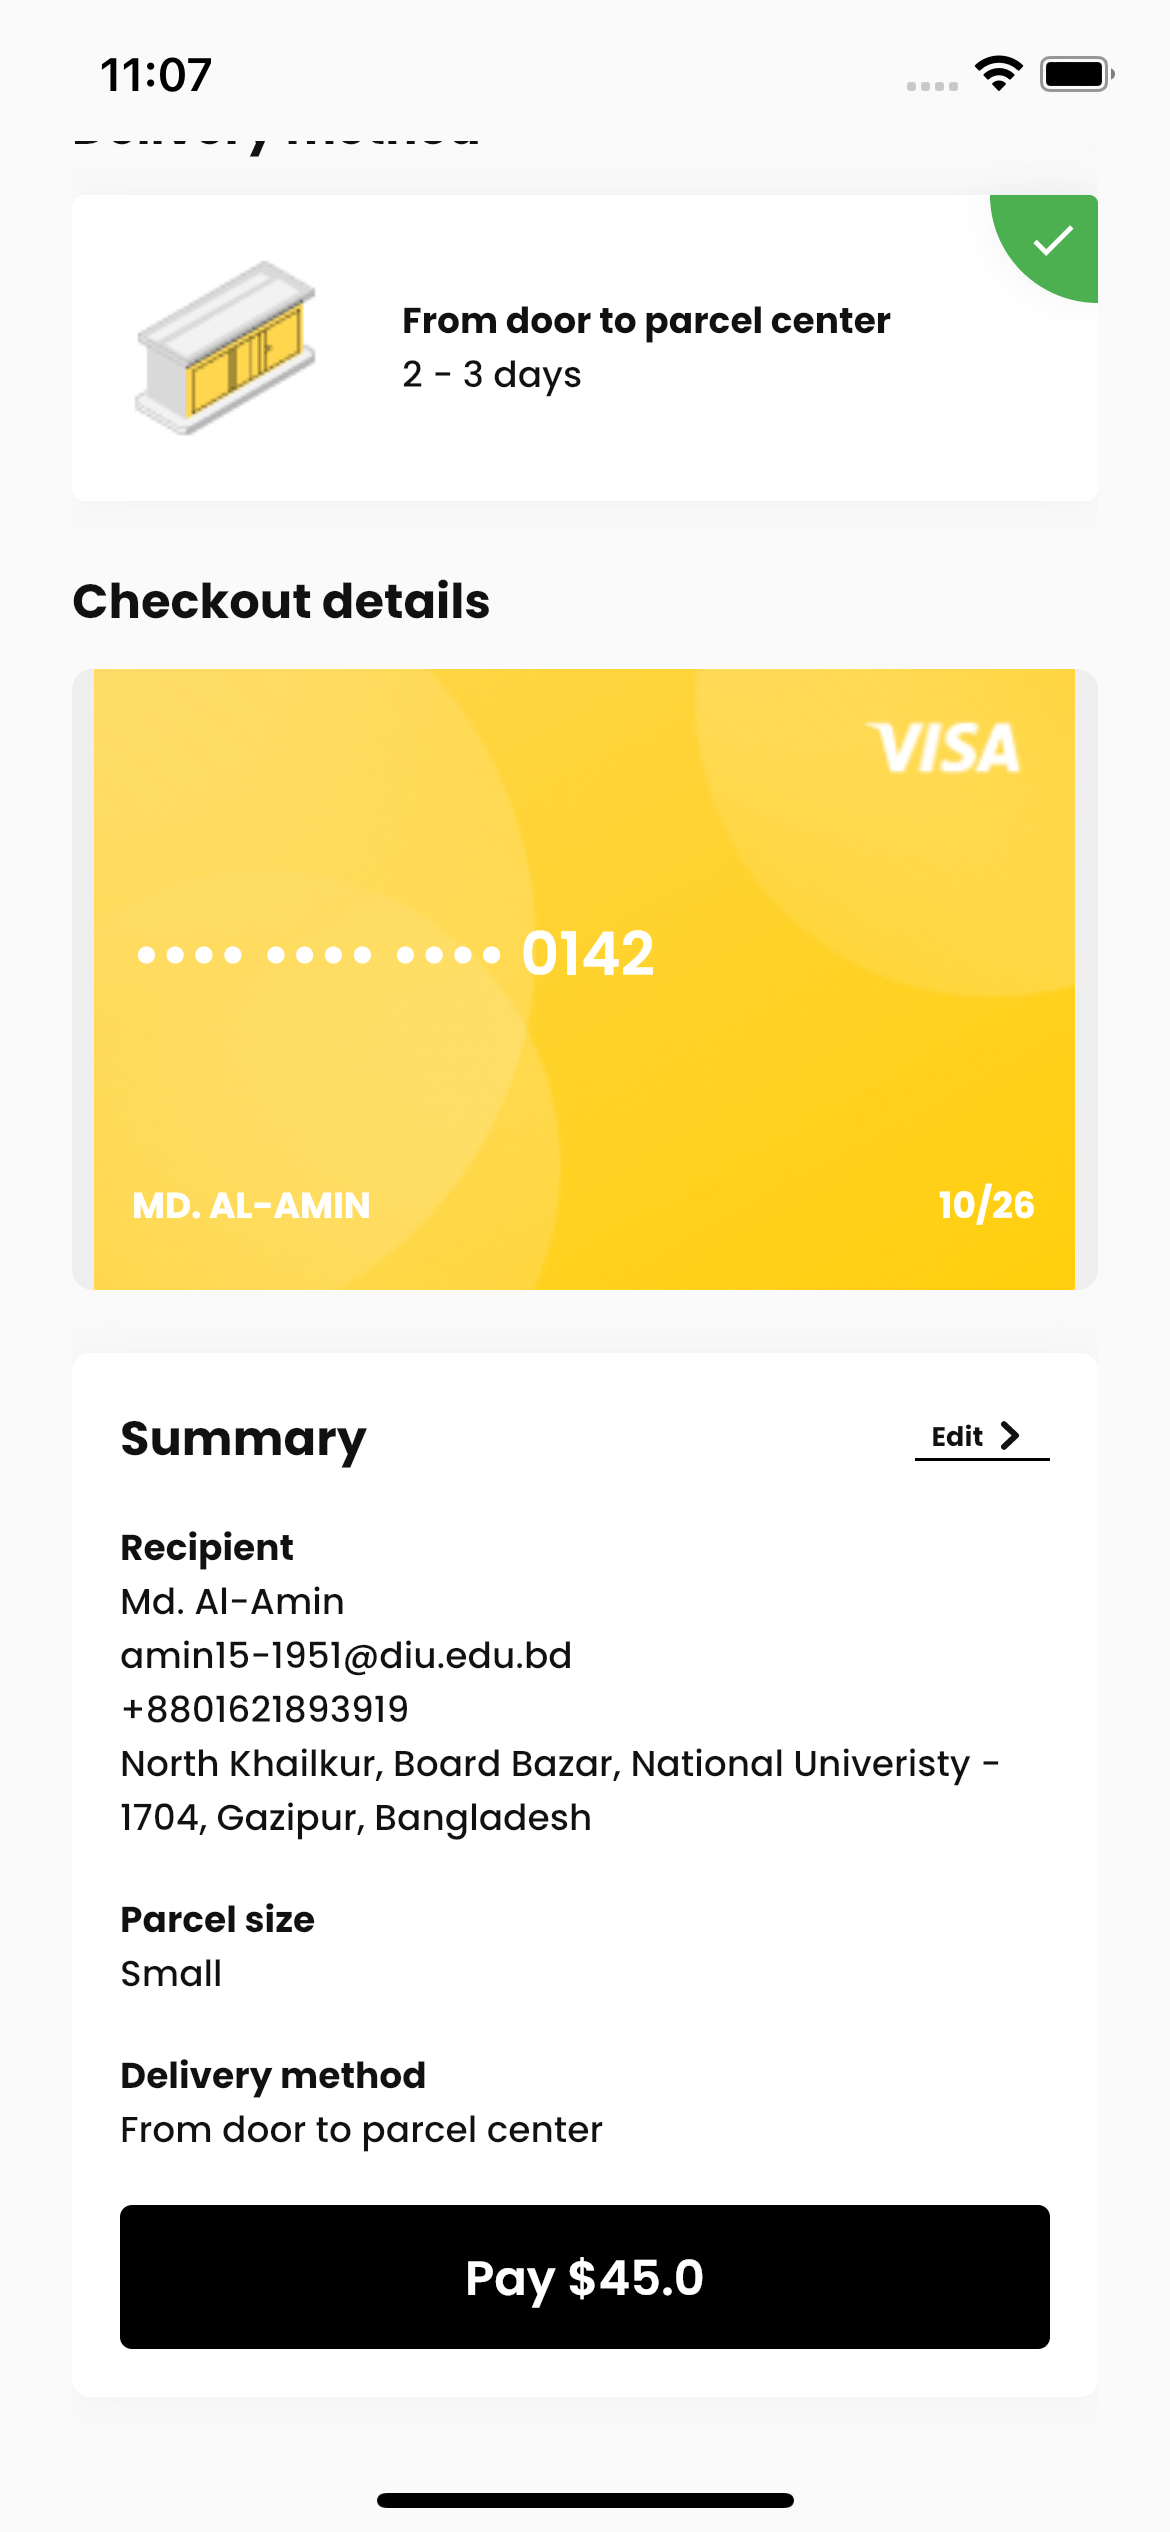 11:07
Delivery method
From door to parcel center
2 - 3 days
Checkout details
VISA
•••• •••• •••• 0142
MD. AL-AMIN
10/26
Summary
Edit
Recipient
Md. Al-Amin
amin15-1951@diu.edu.bd
+8801621893919
North Khailkur, Board Bazar, National Univeristy -
1704, Gazipur, Bangladesh
Parcel size
Small
Delivery method
From door to parcel center
Pay $45.0